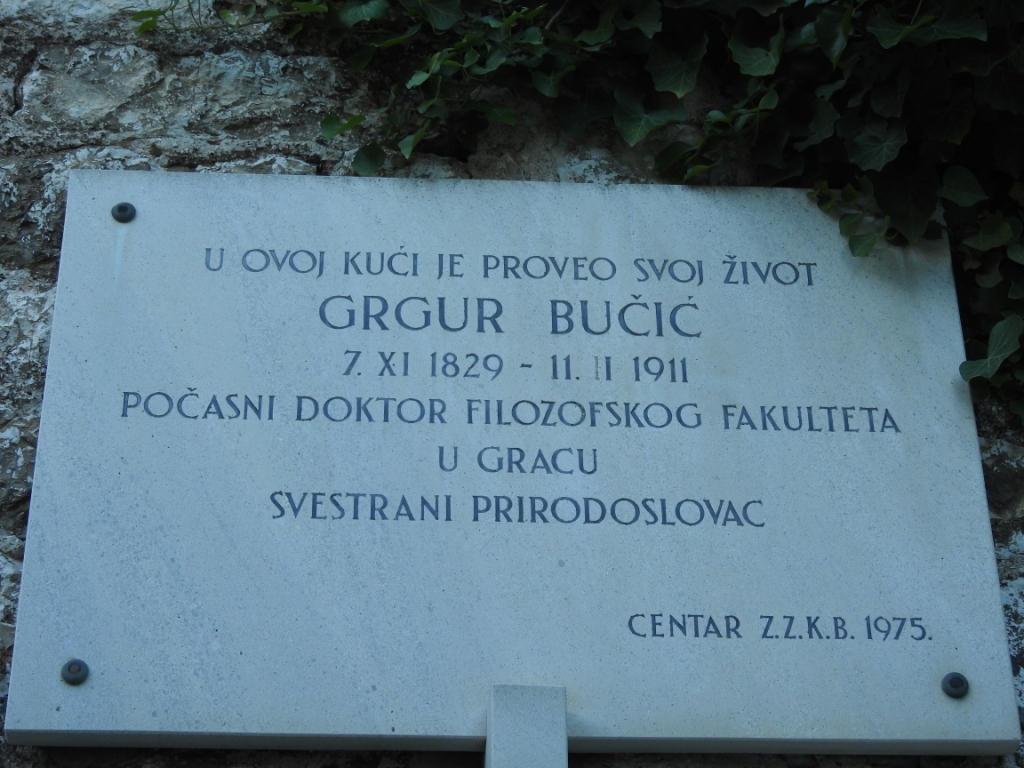 U OVOJ KUĆI JE PROVEO SVOJ ŽIVOT
GRGUR BUČIĆ
7. XI 1829 - 11. II 1911
POČASNI DOKTOR FILOZOFSKOG FAKULTETA
U GRACU
SVESTRANI PRIRODOSLOVAC
CENTAR Z.Z.K.B. 1975.